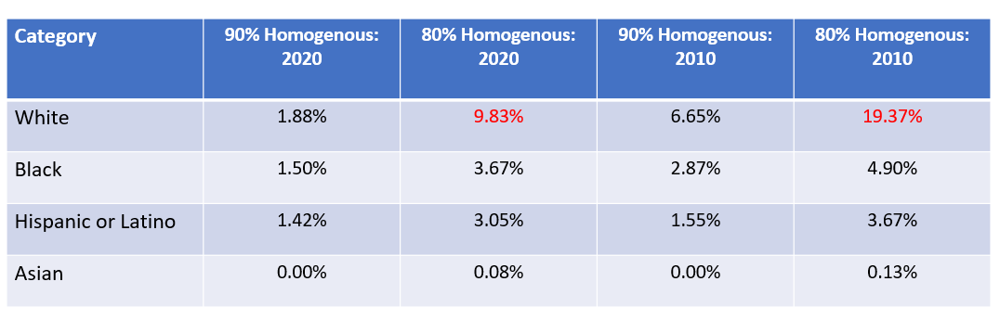 Category 90% Homogenous: 2020 80% Homogenous: 2020 90% Homogenous: 2010 80% Homogenous: 2010
White 1.88% 9.83% 6.65% 19.37%
Black 1.50% 3.67% 2.87% 4.90%
Hispanic or Latino 1.42% 3.05% 1.55% 3.67%
Asian 0.00% 0.08% 0.00% 0.13%